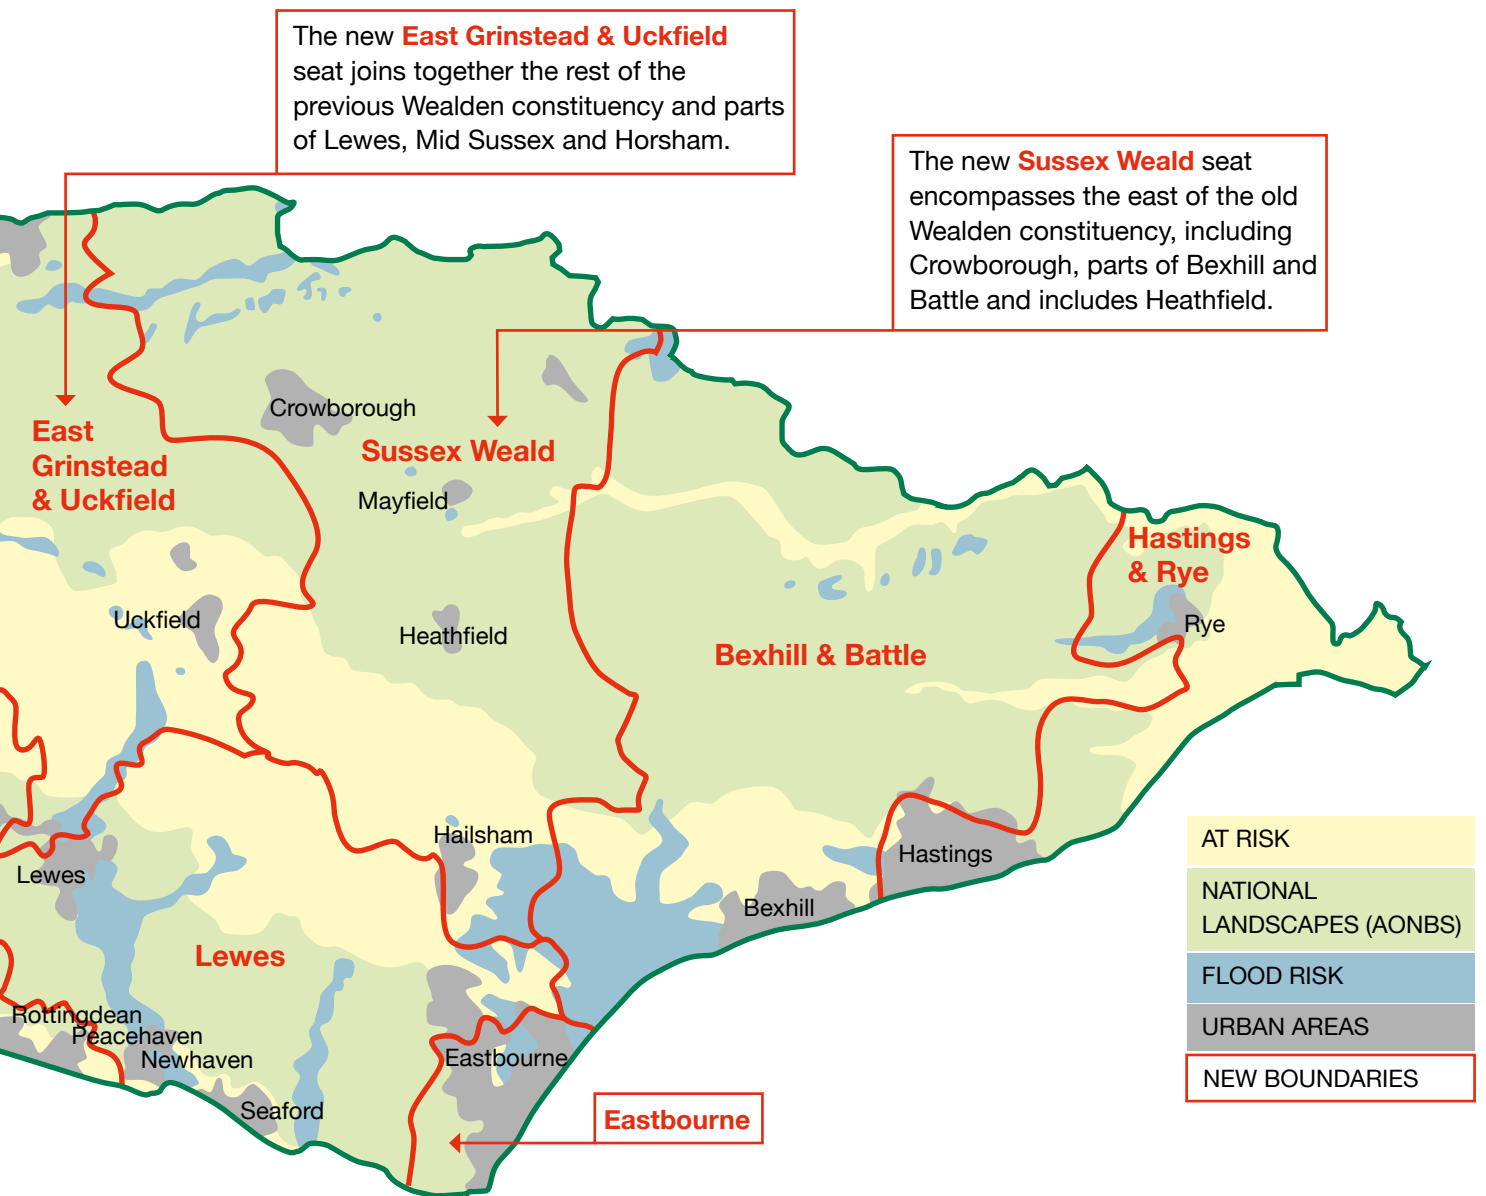 The new East Grinstead & Uckfield
seat joins together the rest of the
previous Wealden constituency and parts
of Lewes, Mid Sussex and Horsham.
The new Sussex Weald seat
encompasses the east of the old
Wealden constituency, including
Crowborough, parts of Bexhill and
Battle and includes Heathfield.
Crowborough
East
Grinstead
& Uckfield
Sussex Weald
Mayfield
Hastings
& Rye
Uckfield
Rye
Heathfield
Bexhill & Battle
Hailsham
Hastings
Lewes
Bexhill
Lewes
Rottingdean
Peacehaven
Newhaven
Eastbourne
Seaford
Eastbourne
AT RISK
NATIONAL
LANDSCAPES (AONBS)
FLOOD RISK
URBAN AREAS
NEW BOUNDARIES